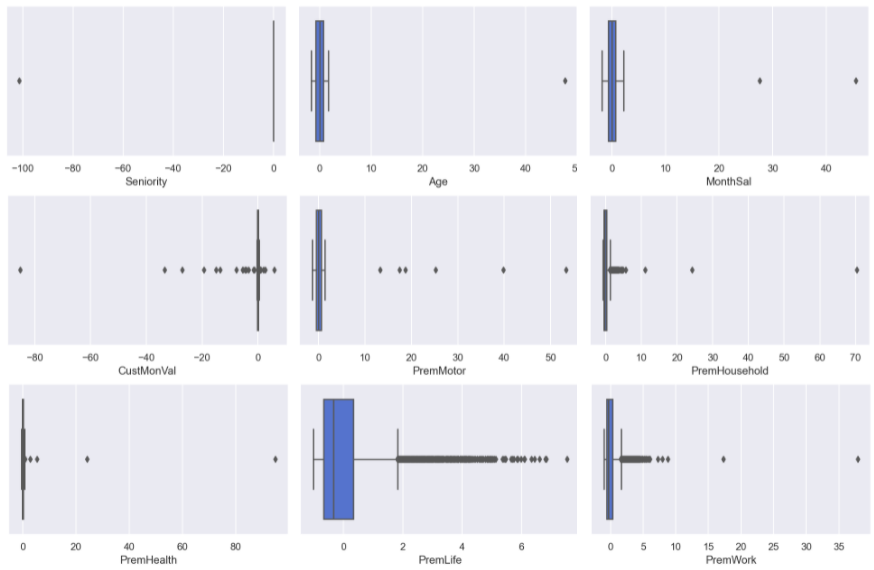 −100 −80 −60 −40 −20 0
Seniority
0 10 20 30 40 5
Age
0 20 40
MonthSal
−80 −60 −40 −20 0
CustMonVal
0 10 20 30 40 50
PremMotor
0 10 20 30 40 50 60 70
PremHousehold
0 20 40 60 80
PremHealth
0 2 4 6
PremLife
0 5 10 15 20 25 30 35
PremWork